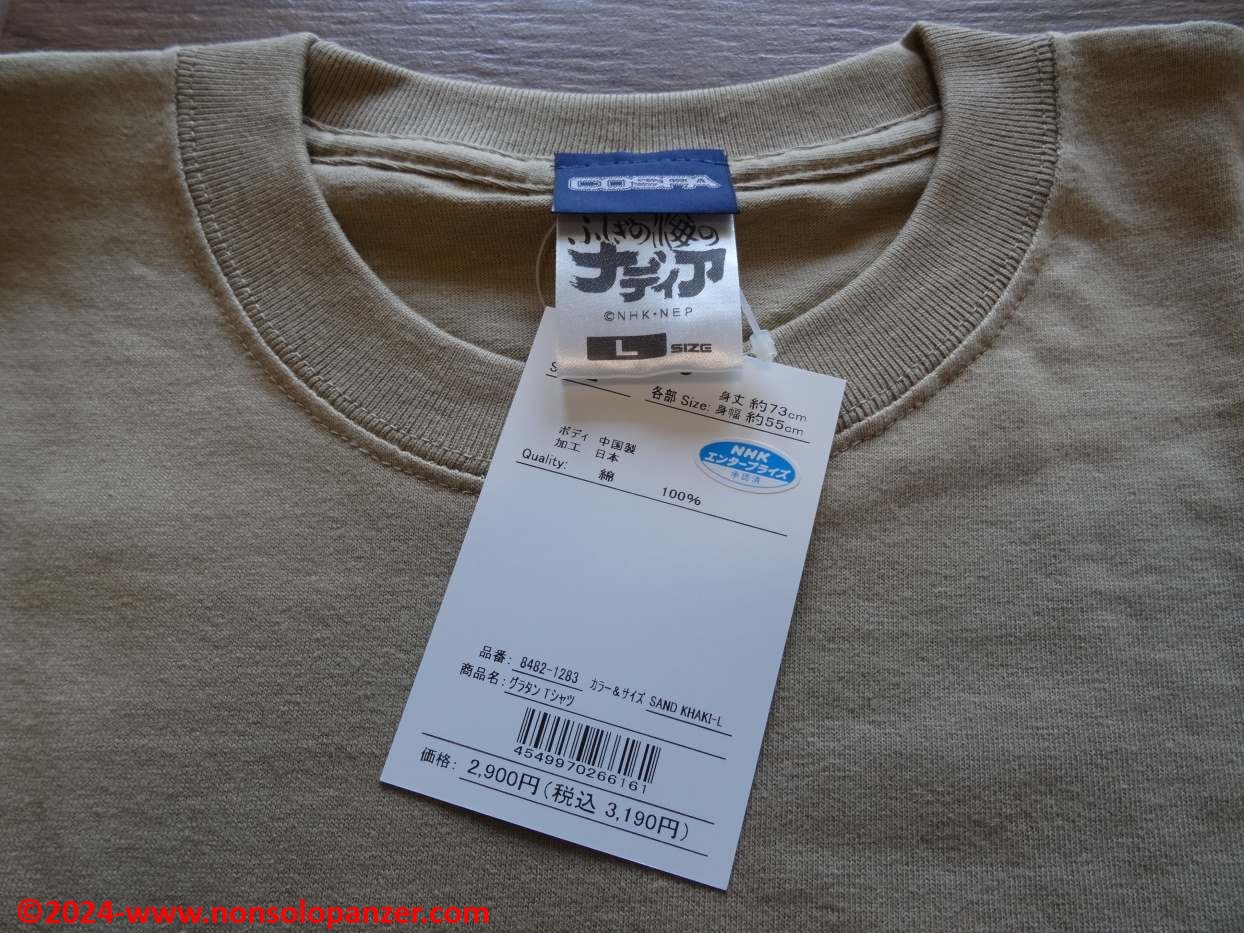 COSPA
ふしぎの海の
ナディア
©NHK・NEP
L SIZE
各部 Size: 身丈 約73cm
身幅 約55cm
ボディ 中国製
加工 日本
Quality: 綿 100%
NHK
エンタープライズ
承認済
品番: 8482-1283 カラー&サイズ SAND KHAKI-L
商品名: グラタン Tシャツ
4549970266161
価格: 2,900円(税込 3,190円)
©2024-www.nonsolopanzer.com